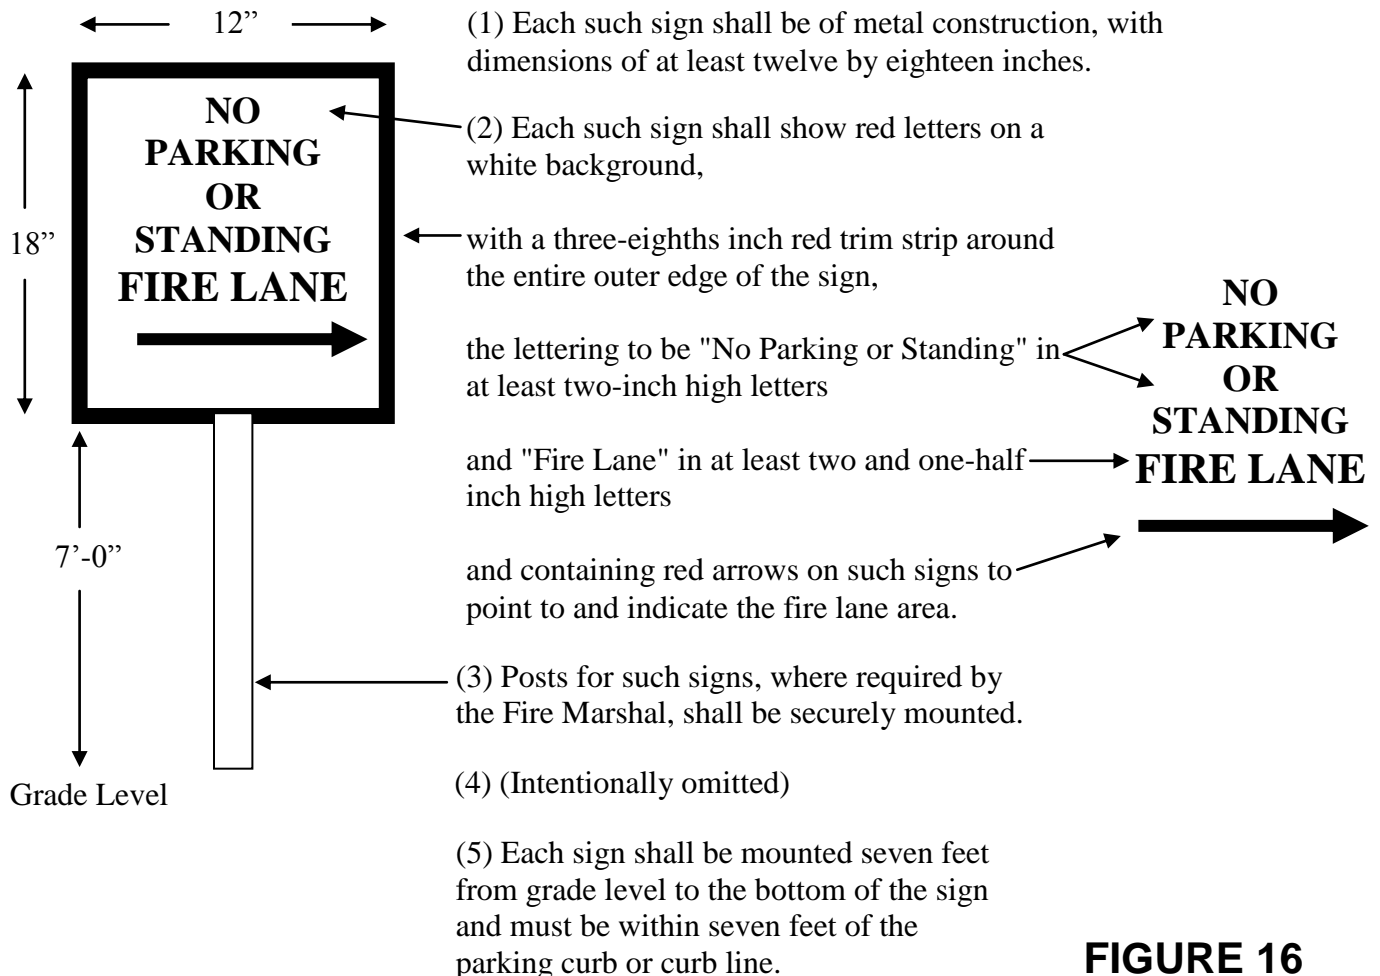 12”
(1) Each such sign shall be of metal construction, with
dimensions of at least twelve by eighteen inches.
NO
PARKING
OR
STANDING
FIRE LANE
18”
(2) Each such sign shall show red letters on a
white background,
with a three-eighths inch red trim strip around
the entire outer edge of the sign,
the lettering to be "No Parking or Standing" in
at least two-inch high letters
and "Fire Lane" in at least two and one-half
inch high letters
and containing red arrows on such signs to
point to and indicate the fire lane area.
NO
PARKING
OR
STANDING
FIRE LANE
7’-0”
Grade Level
(3) Posts for such signs, where required by
the Fire Marshal, shall be securely mounted.
(4) (Intentionally omitted)
(5) Each sign shall be mounted seven feet
from grade level to the bottom of the sign
and must be within seven feet of the
parking curb or curb line.
FIGURE 16